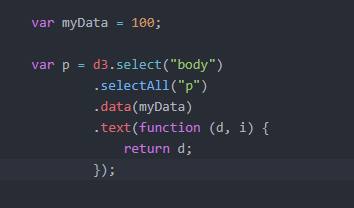 var myData = 100;
var p = d3.select("body")
.selectAll("p")
.data(myData)
.text(function (d, i) {
return d;
});